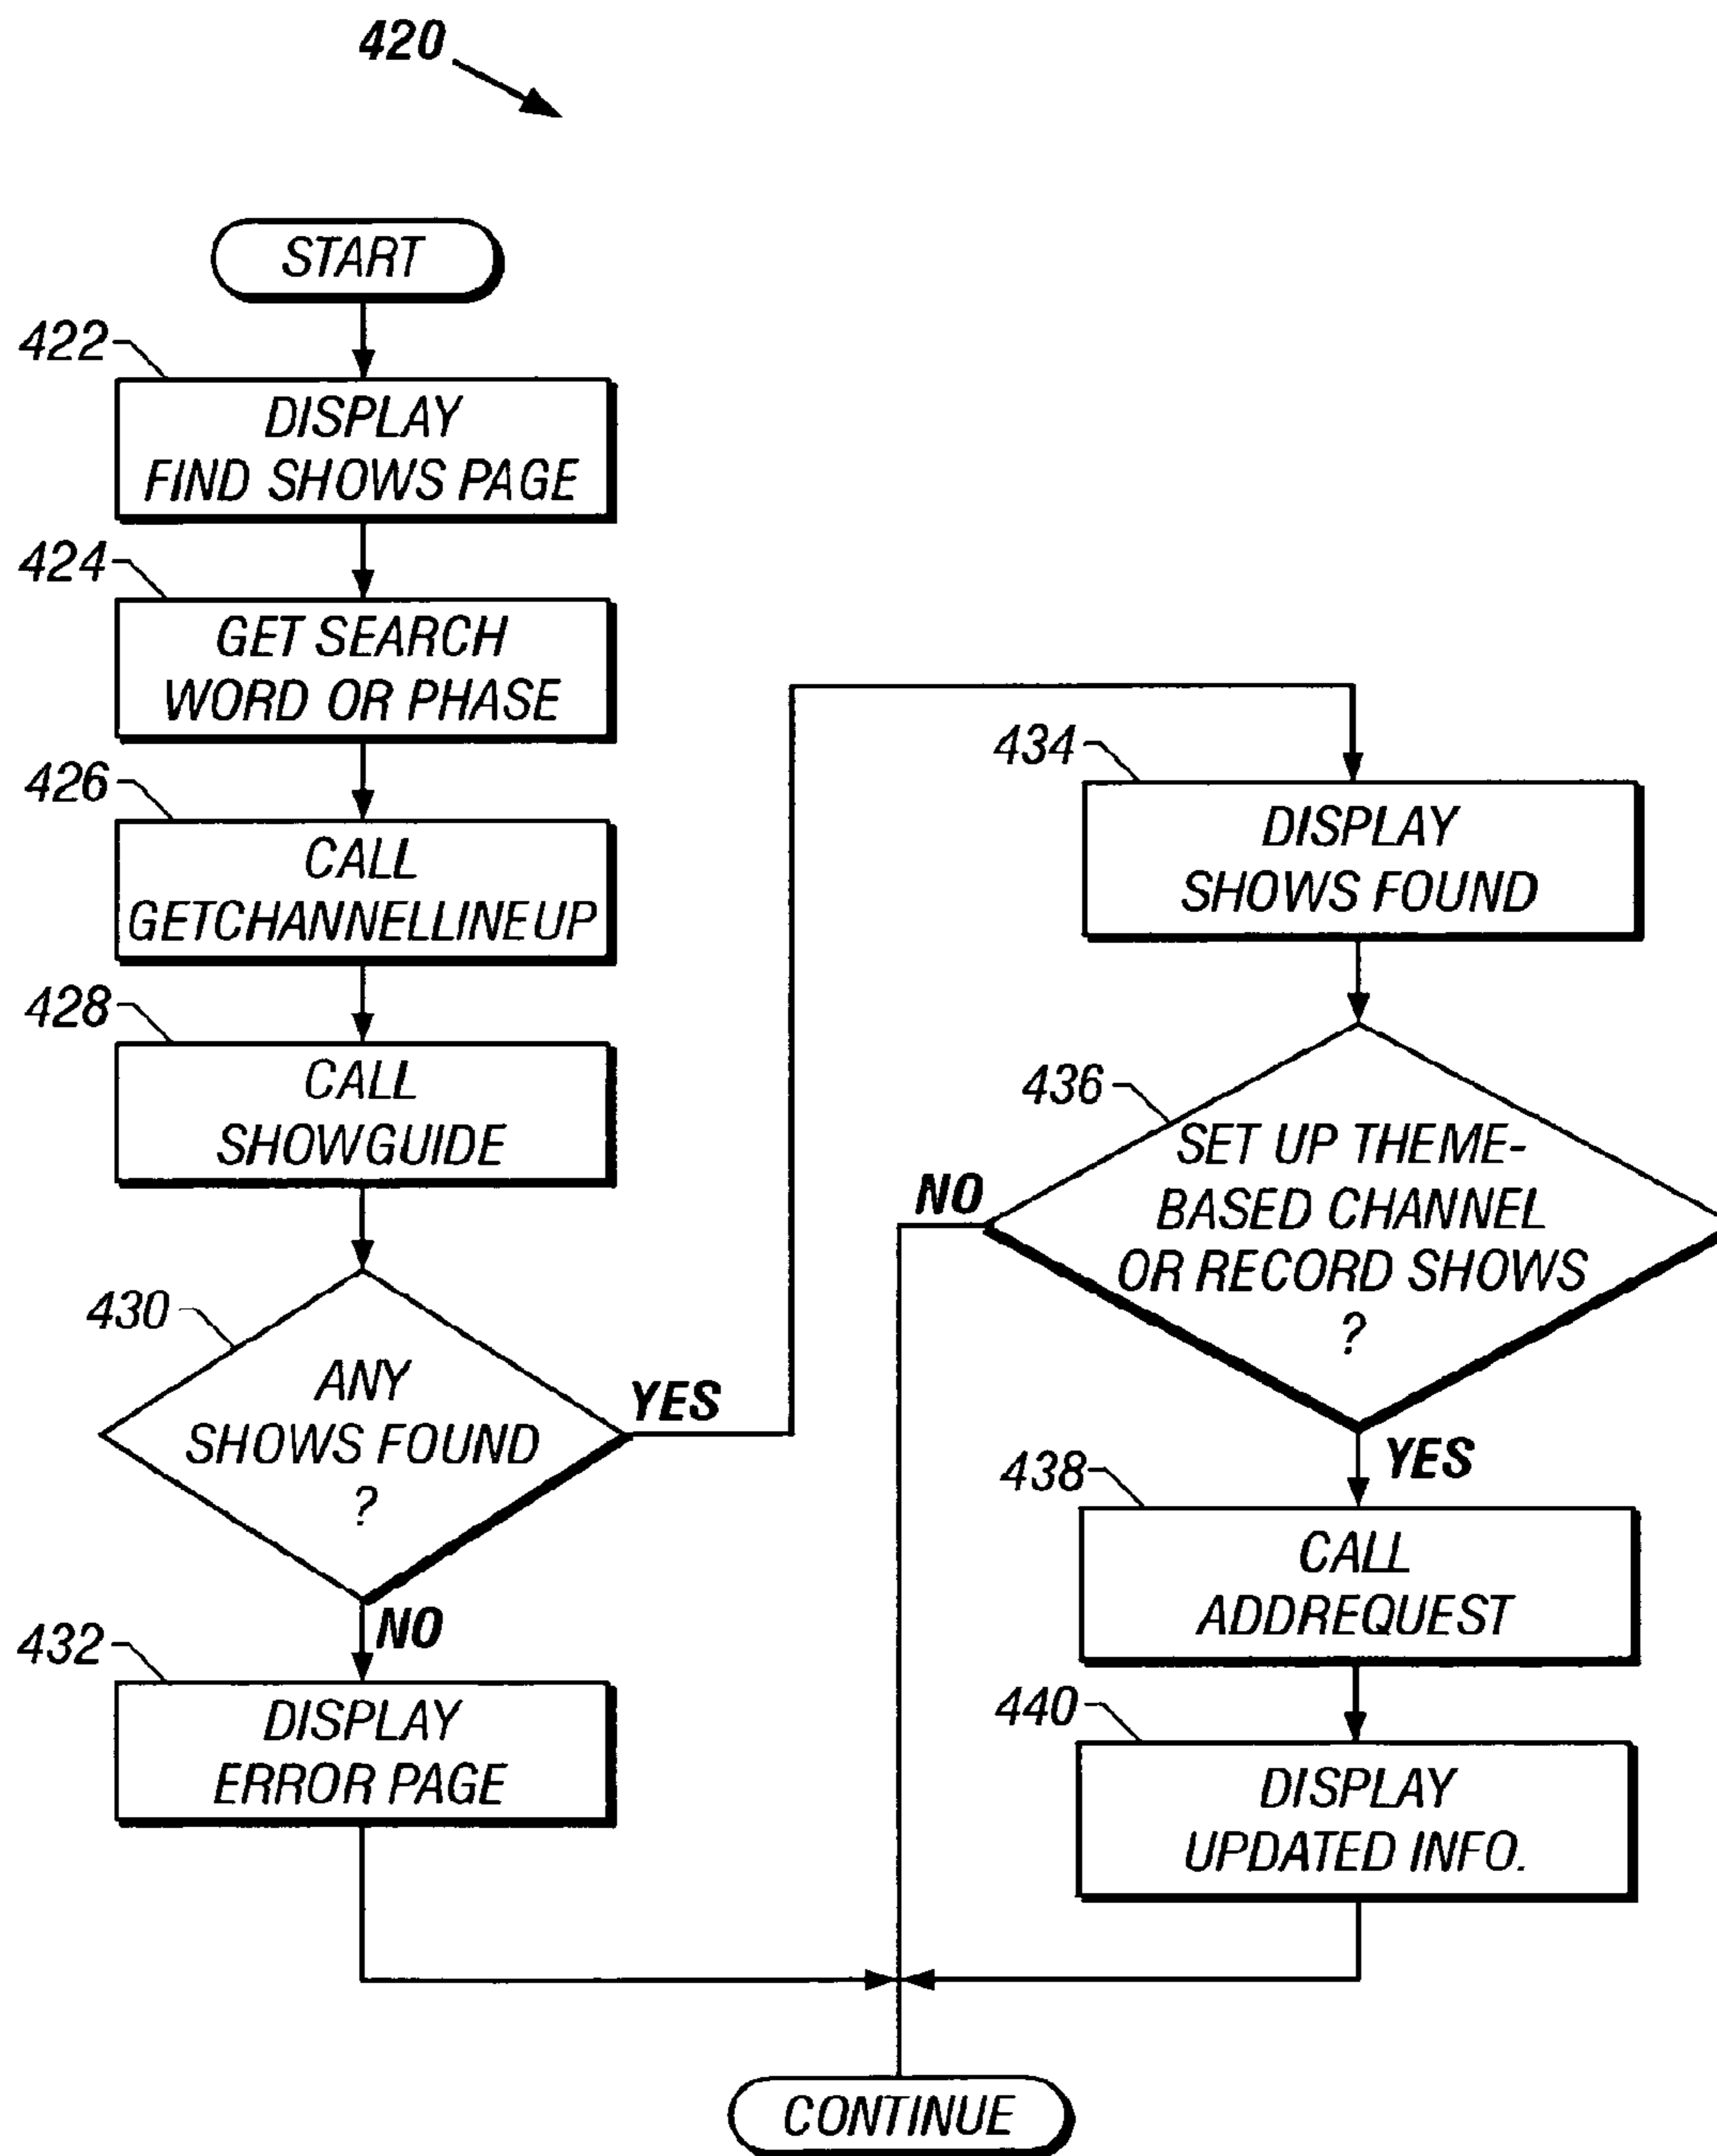 420
START
422
DISPLAY
FIND SHOWS PAGE
424
GET SEARCH
WORD OR PHASE
426
CALL
GETCHANNELLINEUP
428
CALL
SHOWGUIDE
430
ANY
SHOWS FOUND
?
YES
NO
432
DISPLAY
ERROR PAGE
434
DISPLAY
SHOWS FOUND
436
SET UP THEME-
BASED CHANNEL
OR RECORD SHOWS
?
NO
YES
438
CALL
ADDREQUEST
440
DISPLAY
UPDATED INFO.
CONTINUE